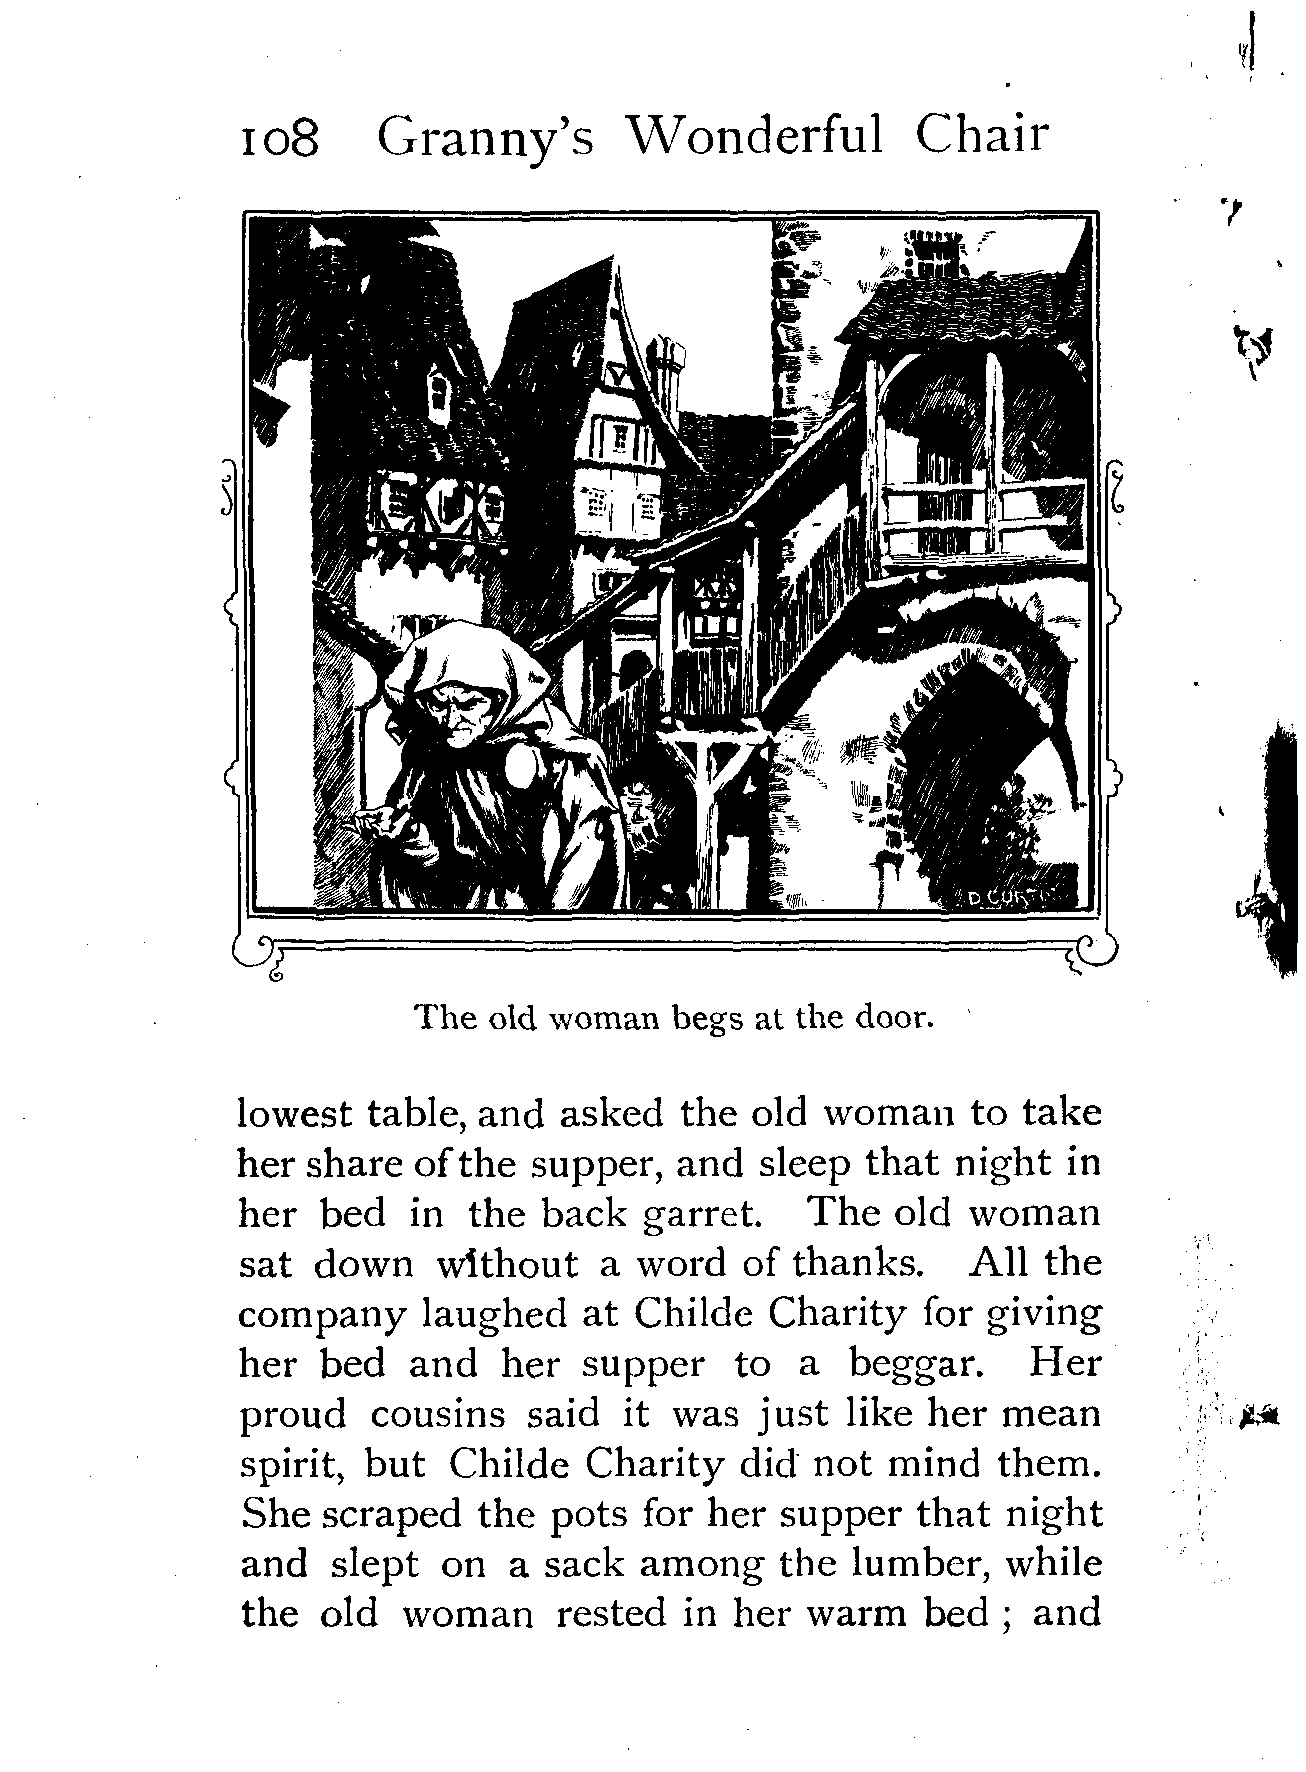 108 Granny's Wonderful Chair
D. CURTIS
The old woman begs at the door.
lowest table, and asked the old woman to take
her share of the supper, and sleep that night in
her bed in the back garret. The old woman
sat down without a word of thanks. All the
company laughed at Childe Charity for giving
her bed and her supper to a beggar. Her
proud cousins said it was just like her mean
spirit, but Childe Charity did not mind them.
She scraped the pots for her supper that night
and slept on a sack among the lumber, while
the old woman rested in her warm bed ; and